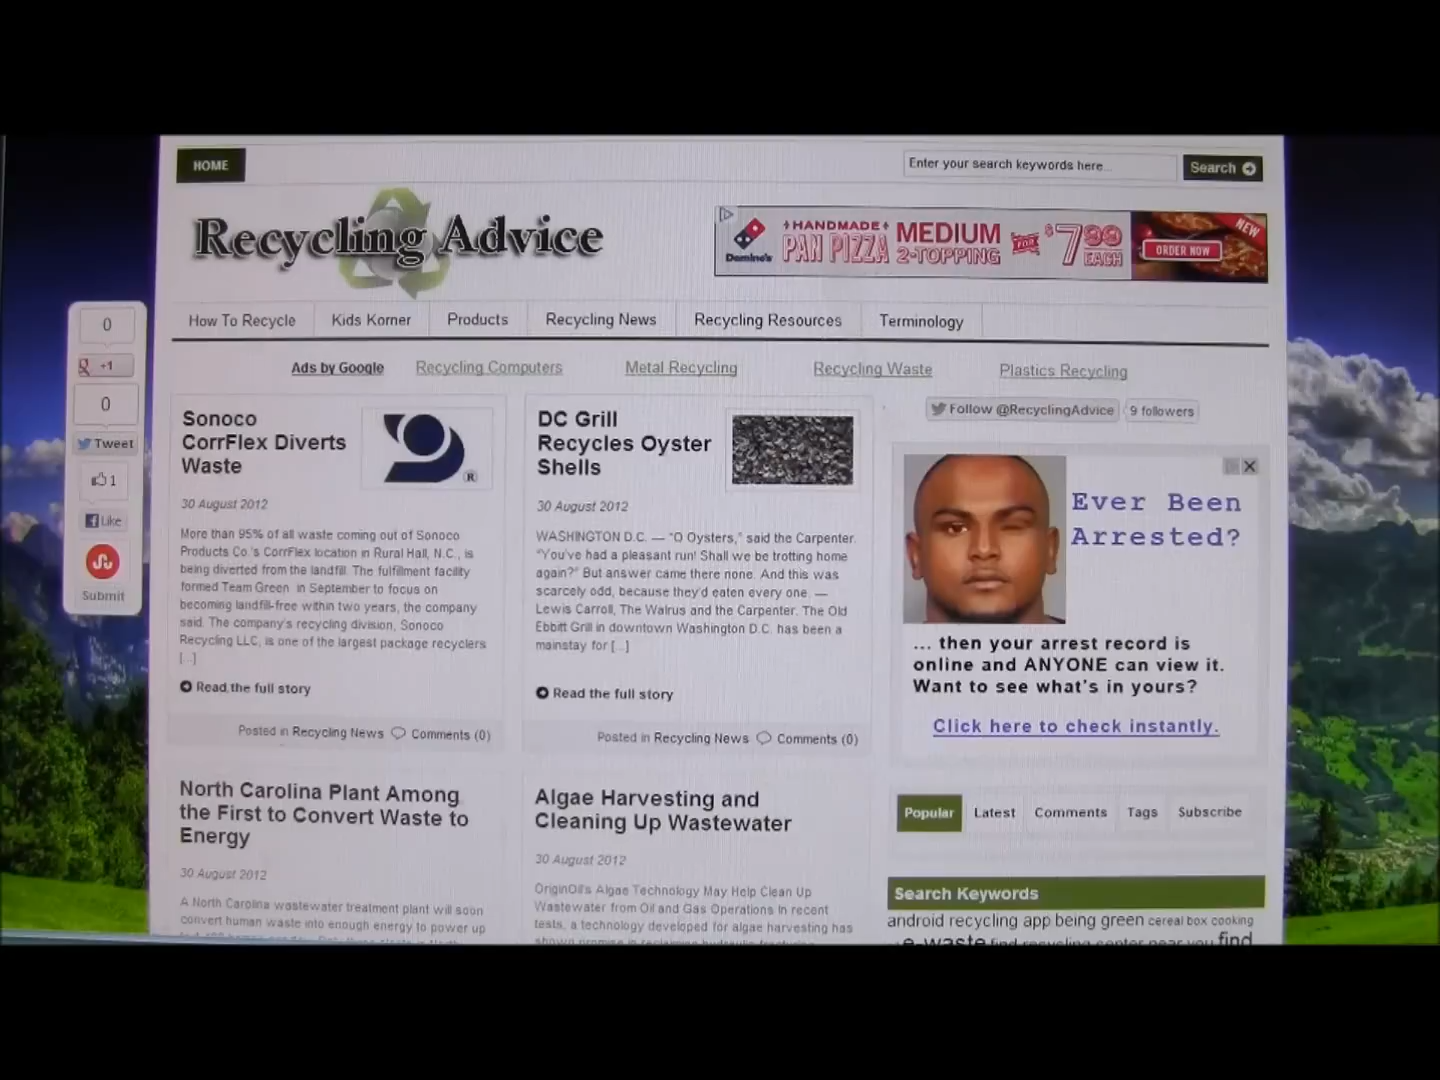 HOME
Enter your search keywords here...
Search
Recycling Advice
Domino's
HANDMADE
PAN PIZZA
MEDIUM
2-TOPPING
FOR
$7.99
EACH
ORDER NOW
NEW
How To Recycle
Kids Korner
Products
Recycling News
Recycling Resources
Terminology
Ads by Google
Recycling Computers
Metal Recycling
Recycling Waste
Plastics Recycling
0
+1
0
Tweet
1
Like
Submit
Sonoco
CorrFlex Diverts
Waste
30 August 2012
More than 95% of all waste coming out of Sonoco
Products Co.'s CorrFlex location in Rural Hall, N.C., is
being diverted from the landfill. The fulfillment facility
formed Team Green in September to focus on
becoming landfill-free within two years, the company
said. The company's recycling division, Sonoco
Recycling LLC, is one of the largest package recyclers
[...]
Read the full story
Posted in Recycling News Comments (0)
DC Grill
Recycles Oyster
Shells
30 August 2012
WASHINGTON D.C. — "O Oysters," said the Carpenter.
"You've had a pleasant run! Shall we be trotting home
again?" But answer came there none. And this was
scarcely odd, because they'd eaten every one. —
Lewis Carroll, The Walrus and the Carpenter. The Old
Ebbitt Grill in downtown Washington D.C. has been a
mainstay for [...]
Read the full story
Posted in Recycling News Comments (0)
Follow @RecyclingAdvice
9 followers
Ever Been
Arrested?
... then your arrest record is
online and ANYONE can view it.
Want to see what's in yours?
Click here to check instantly.
North Carolina Plant Among
the First to Convert Waste to
Energy
30 August 2012
A North Carolina wastewater treatment plant will soon
convert human waste into enough energy to power up
Algae Harvesting and
Cleaning Up Wastewater
30 August 2012
OriginOil's Algae Technology May Help Clean Up
Wastewater from Oil and Gas Operations In recent
tests, a technology developed for algae harvesting has
Popular
Latest
Comments
Tags
Subscribe
Search Keywords
android recycling app being green cereal box cooking
e-waste find recycling center near you find